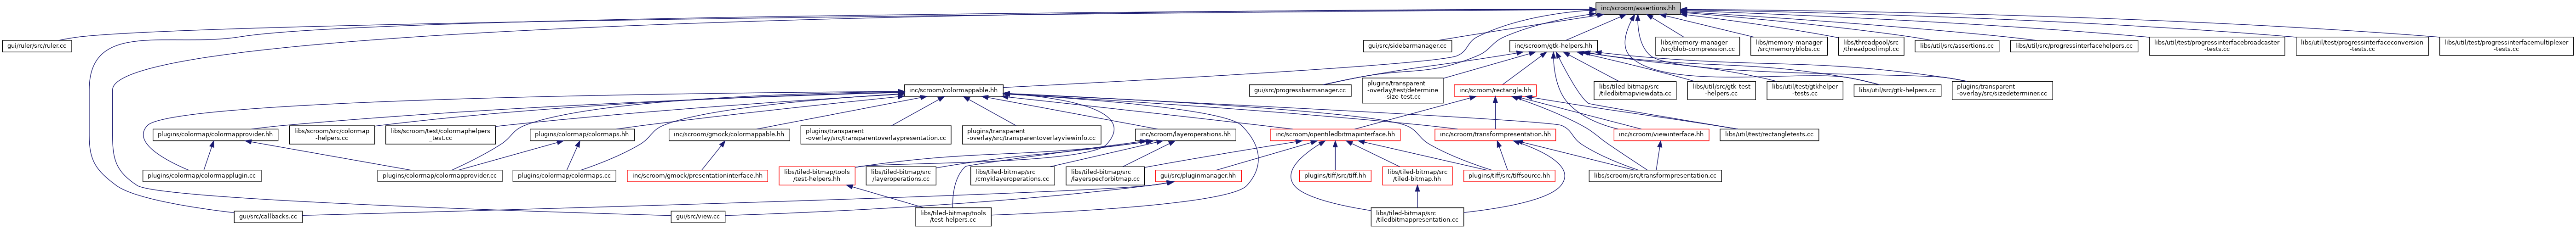 inc/scroom/assertions.hh
gui/ruler/src/ruler.cc
gui/src/sidebarmanager.cc
inc/scroom/gtk-helpers.hh
libs/memory-manager
/src/blob-compression.cc
libs/memory-manager
/src/memoryblobs.cc
libs/threadpool/src
/threadpoolimpl.cc
libs/util/src/assertions.cc
libs/util/src/progressinterfacehelpers.cc
libs/util/test/progressinterfacebroadcaster
-tests.cc
libs/util/test/progressinterfaceconversion
-tests.cc
libs/util/test/progressinterfacemultiplexer
-tests.cc
inc/scroom/colormappable.hh
gui/src/progressbarmanager.cc
plugins/transparent
-overlay/test/determine
-size-test.cc
inc/scroom/rectangle.hh
libs/tiled-bitmap/src
/tiledbitmapviewdata.cc
libs/util/src/gtk-test
-helpers.cc
libs/util/test/gtkhelper
-tests.cc
libs/util/src/gtk-helpers.cc
plugins/transparent
-overlay/src/sizedeterminer.cc
plugins/colormap/colormapprovider.hh
libs/scroom/src/colormap
-helpers.cc
libs/scroom/test/colormaphelpers
_test.cc
plugins/colormap/colormaps.hh
inc/scroom/gmock/colormappable.hh
plugins/transparent
-overlay/src/transparentoverlaypresentation.cc
plugins/transparent
-overlay/src/transparentoverlayviewinfo.cc
inc/scroom/layeroperations.hh
inc/scroom/opentiledbitmapinterface.hh
inc/scroom/transformpresentation.hh
inc/scroom/viewinterface.hh
libs/util/test/rectangletests.cc
plugins/colormap/colormapplugin.cc
plugins/colormap/colormapprovider.cc
plugins/colormap/colormaps.cc
inc/scroom/gmock/presentationinterface.hh
libs/tiled-bitmap/tools
/test-helpers.hh
libs/tiled-bitmap/src
/layeroperations.cc
libs/tiled-bitmap/src
/cmyklayeroperations.cc
libs/tiled-bitmap/src
/layerspecforbitmap.cc
gui/src/pluginmanager.hh
plugins/tiff/src/tiff.hh
libs/tiled-bitmap/src
/tiled-bitmap.hh
plugins/tiff/src/tiffsource.hh
libs/scroom/src/transformpresentation.cc
gui/src/callbacks.cc
gui/src/view.cc
libs/tiled-bitmap/tools
/test-helpers.cc
libs/tiled-bitmap/src
/tiledbitmappresentation.cc